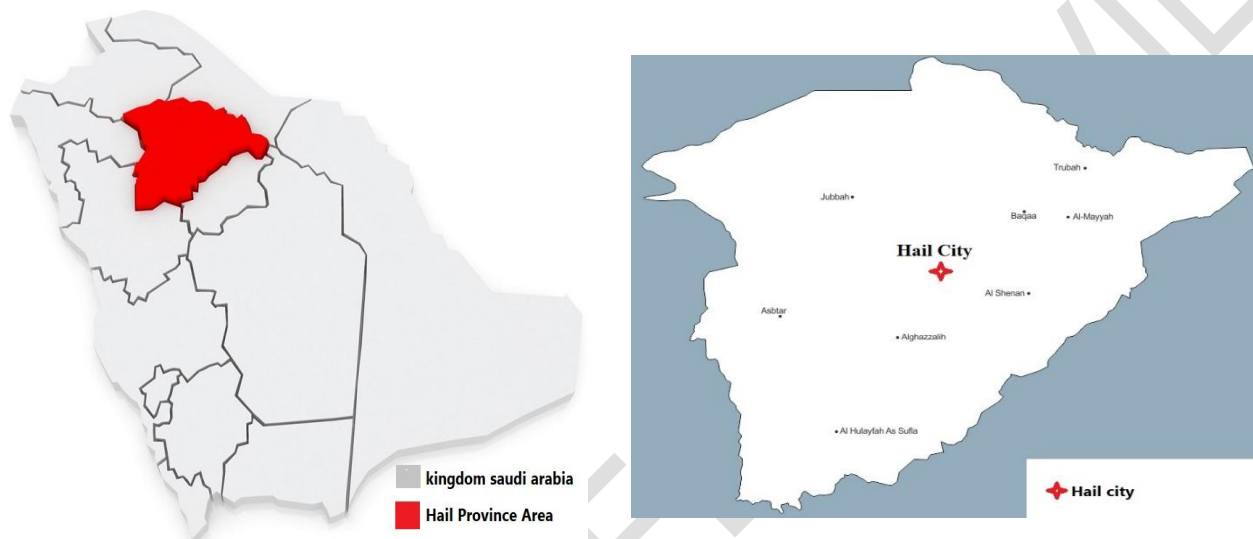 kingdom saudi arabia
Hail Province Area
Trubah
Jubbah
Baqaa
Al-Mayyah
Hail City
Al Shenan
Asbtar
Alghazzalih
Al Hulayfah As Sufla
Hail city